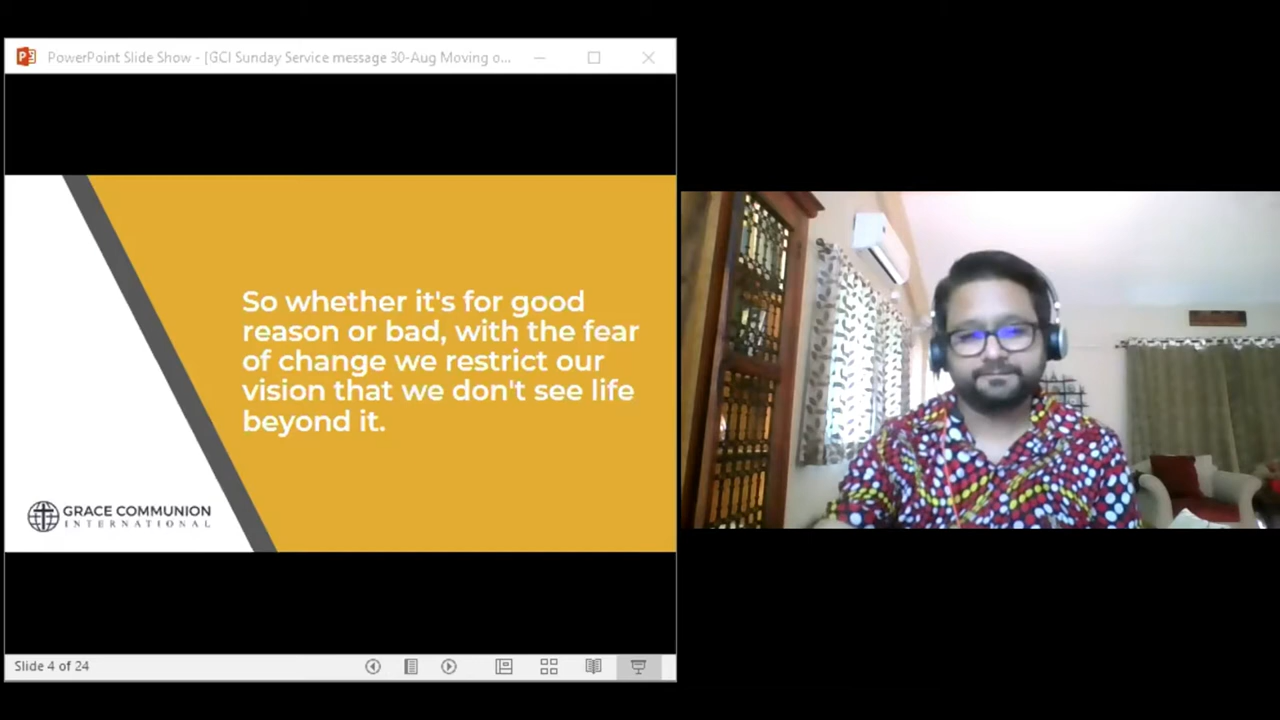 PowerPoint Slide Show - [GCI Sunday Service message 30-Aug Moving o...
So whether it's for good
reason or bad, with the fear
of change we restrict our
vision that we don't see life
beyond it.
GRACE COMMUNION
INTERNATIONAL
Slide 4 of 24